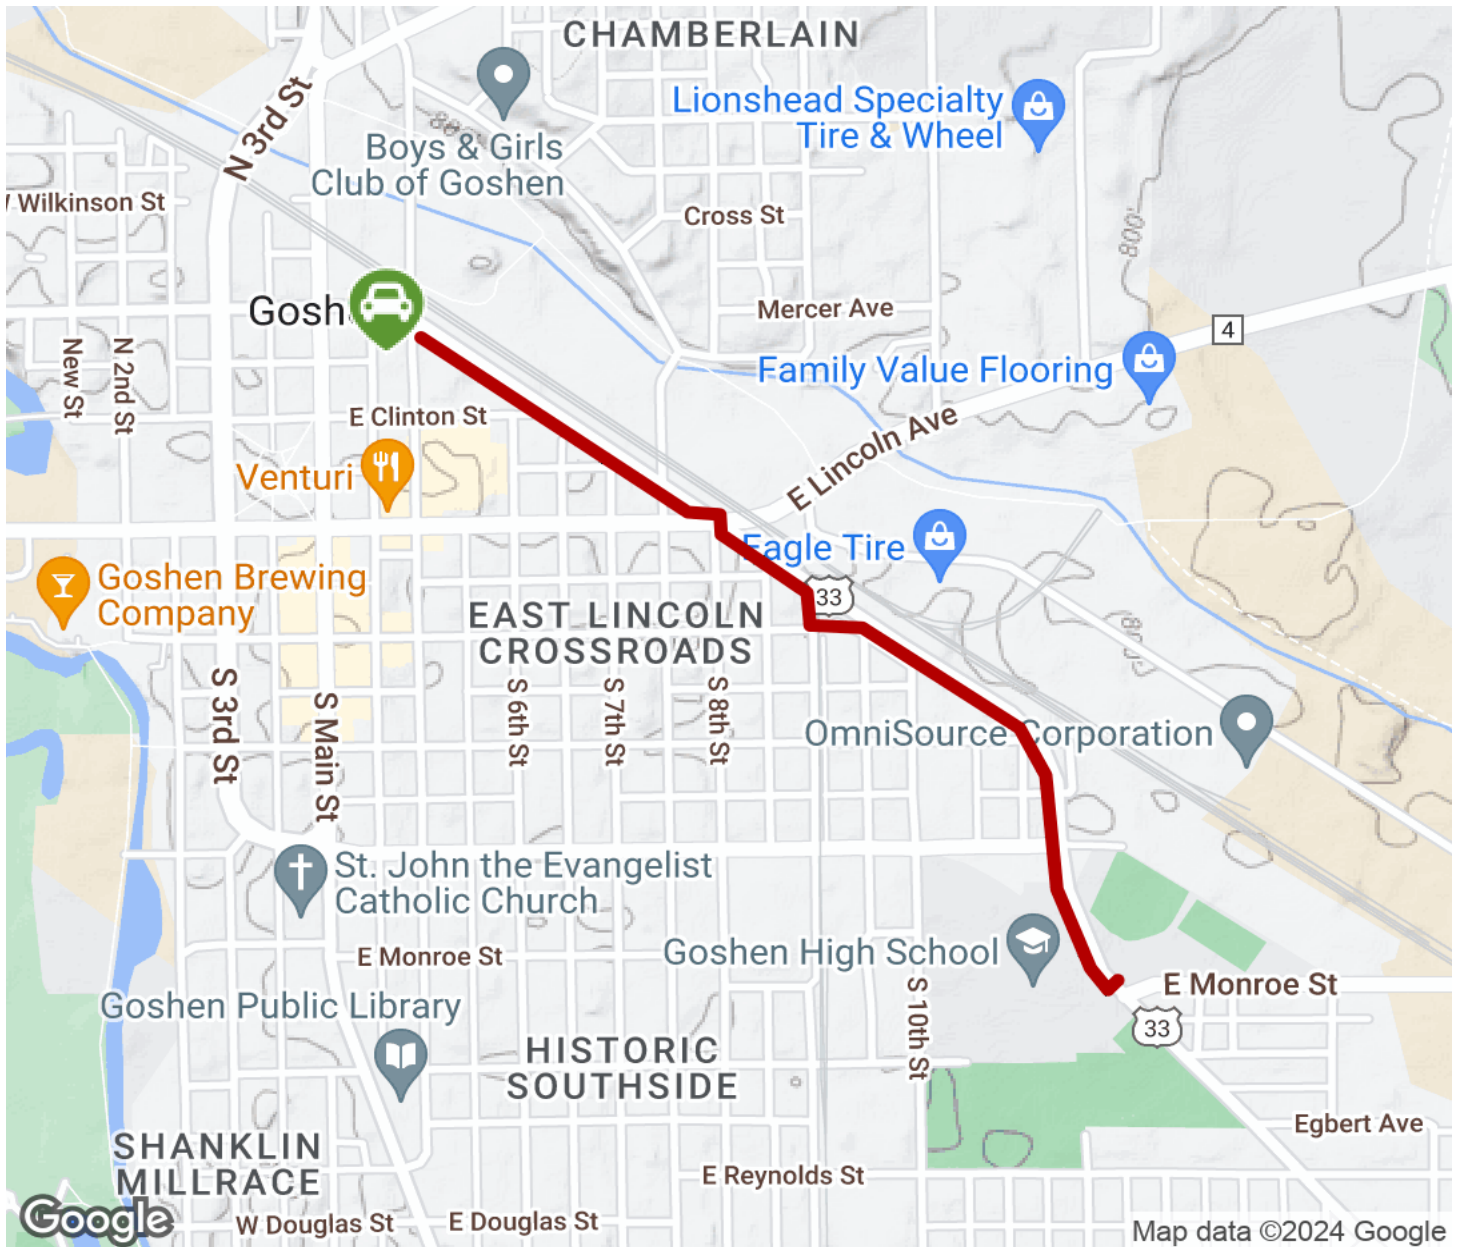 CHAMBERLAIN
N 3rd St
Lionshead Specialty
Tire & Wheel
800'
Boys & Girls
Club of Goshen
Wilkinson St
Cross St
800'
Gosh
Mercer Ave
4
New St
N 2nd St
Family Value Flooring
E Clinton St
E Lincoln Ave
Venturi
Eagle Tire
Goshen Brewing
Company
33
EAST LINCOLN
CROSSROADS
800'
S 3rd St
S Main St
S 6th St
S 7th St
S 8th St
OmniSource Corporation
St. John the Evangelist
Catholic Church
E Monroe St
Goshen High School
E Monroe St
Goshen Public Library
S 10th St
33
HISTORIC
SOUTHSIDE
Egbert Ave
SHANKLIN
MILLRACE
E Reynolds St
Google
W Douglas St
E Douglas St
Map data ©2024 Google